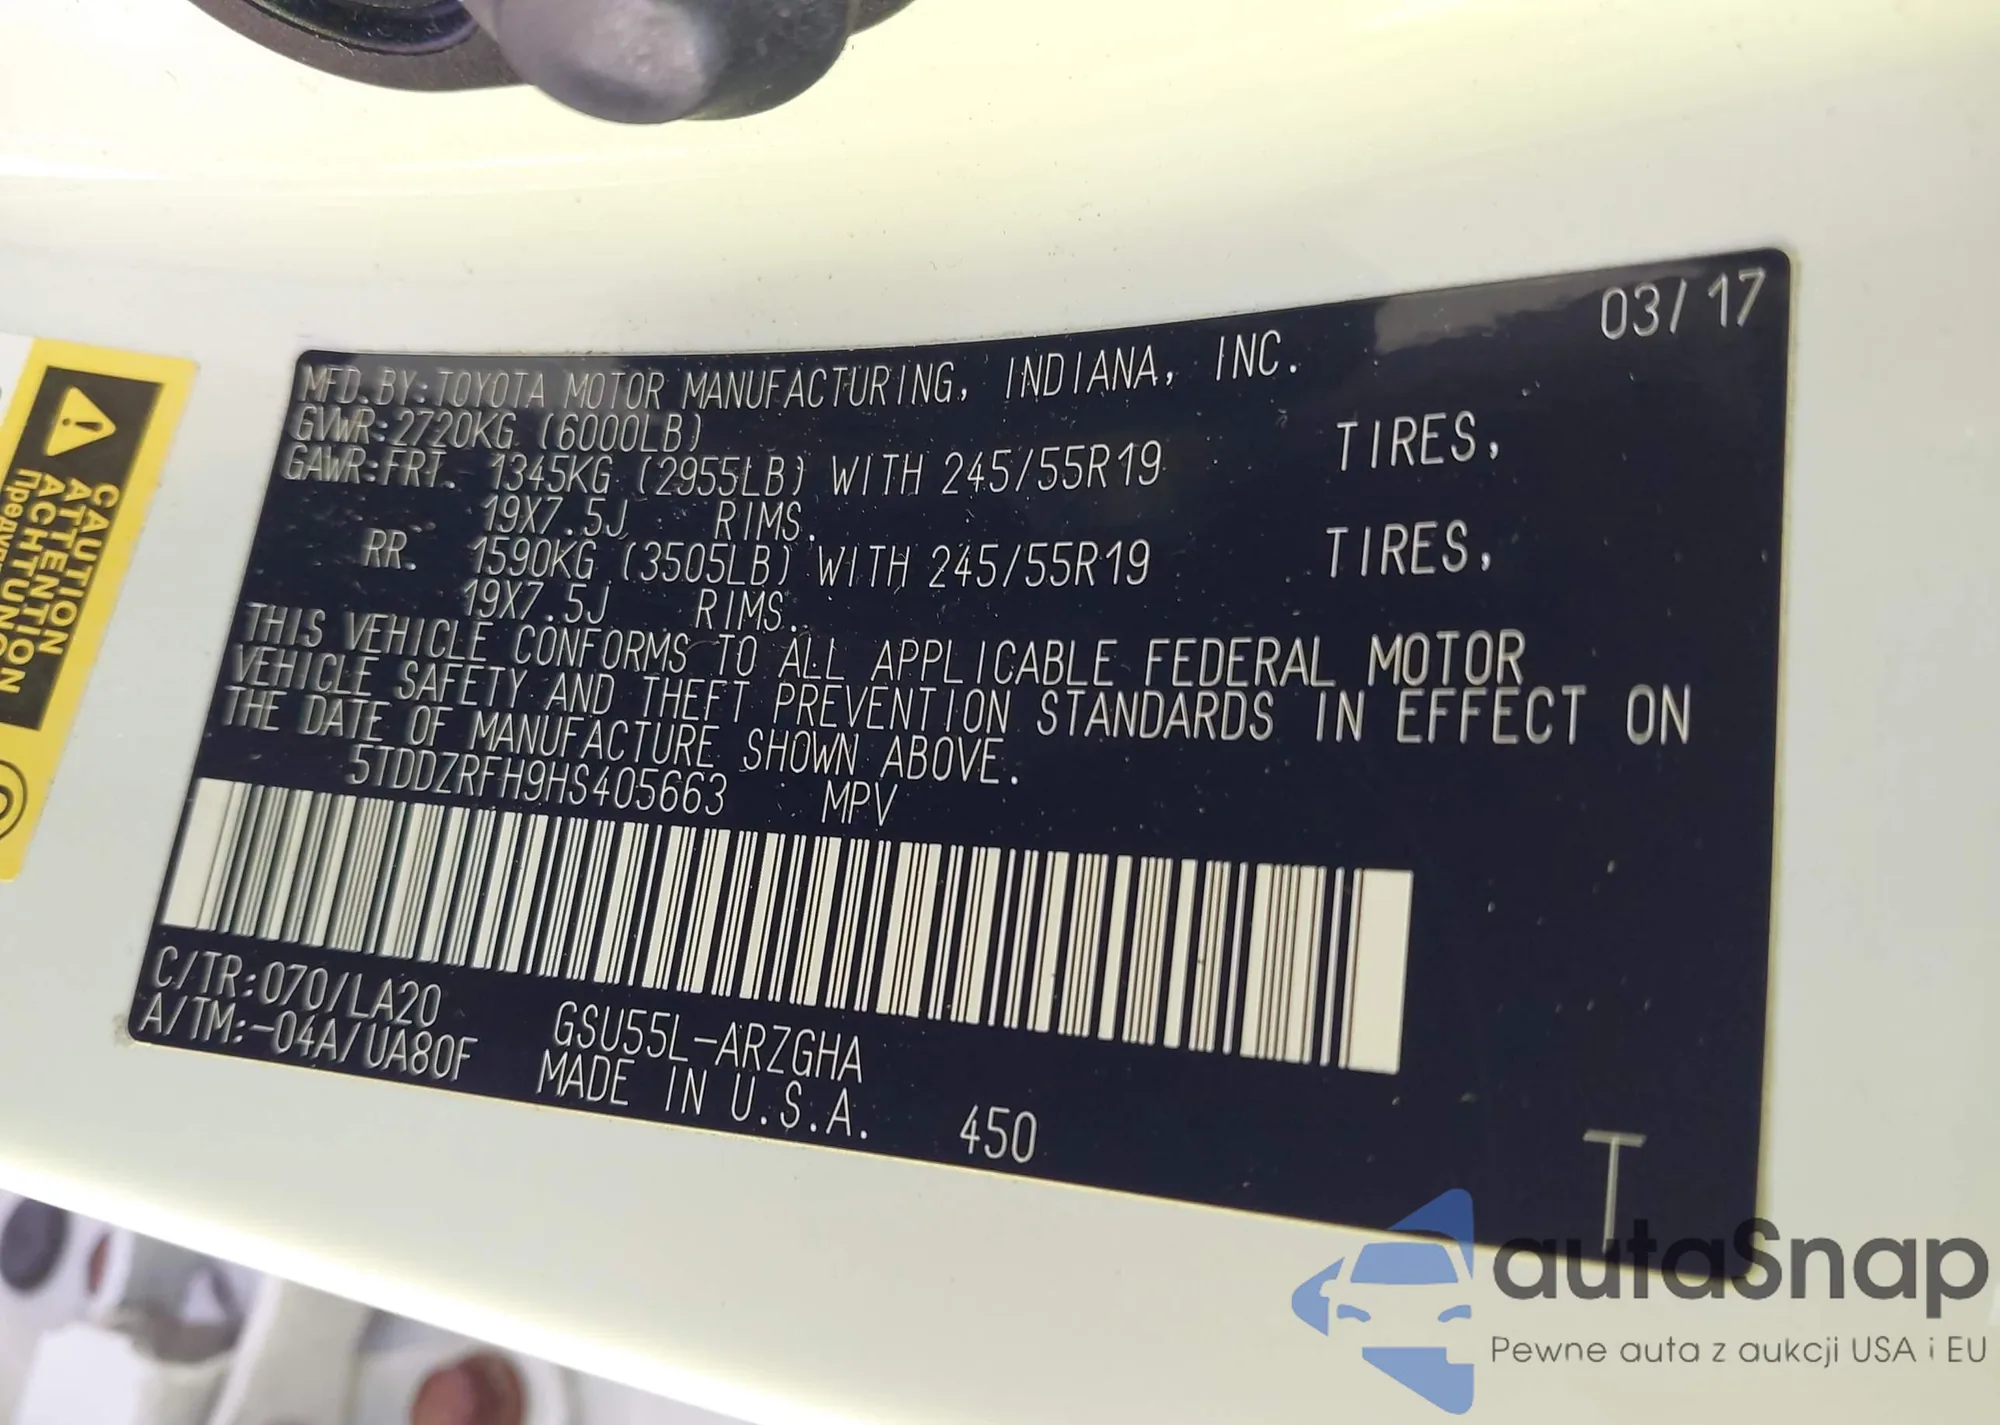 03/17
MFD.BY:TOYOTA MOTOR MANUFACTURING, INDIANA, INC.
GVWR:2720KG (6000LB)
GAWR:FRT. 1345KG (2955LB) WITH 245/55R19 TIRES,
19X7.5J RIMS.
RR. 1590KG (3505LB) WITH 245/55R19 TIRES,
19X7.5J RIMS.
THIS VEHICLE CONFORMS TO ALL APPLICABLE FEDERAL MOTOR
VEHICLE SAFETY AND THEFT PREVENTION STANDARDS IN EFFECT ON
THE DATE OF MANUFACTURE SHOWN ABOVE.
5TDDZRFH9HS405663 MPV
C/TR:070/LA20
A/TM:-04A/UA80F
GSU55L-ARZGHA
MADE IN U.S.A.
450
T
CAUTION
ATTENTION
ACHTUNG
autaSnap
Pewne auta z aukcji USA i EU